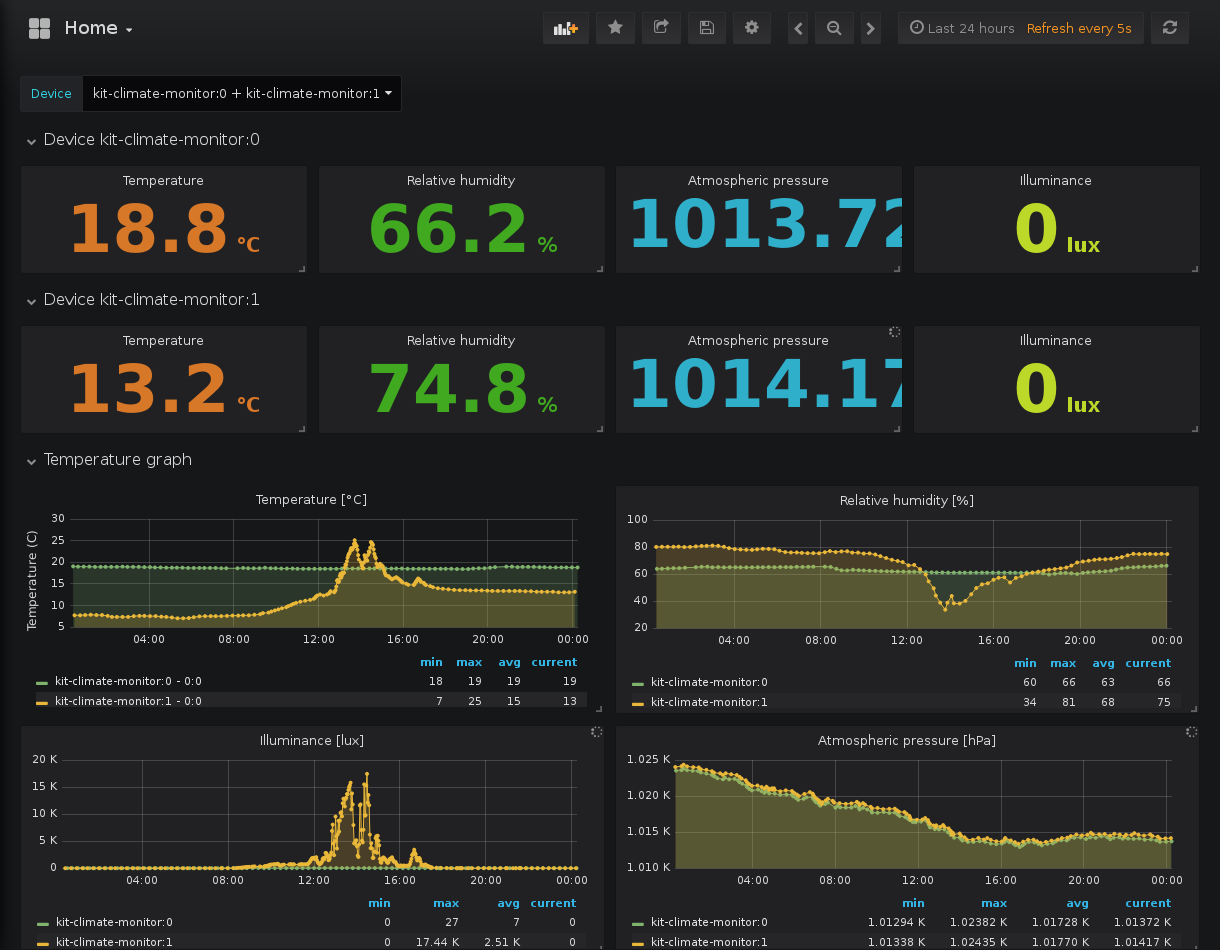 Home
Last 24 hours Refresh every 5s
Device kit-climate-monitor:0 + kit-climate-monitor:1
Device kit-climate-monitor:0
Temperature Relative humidity Atmospheric pressure Illuminance
18.8 °C 66.2 % 1013.72 0 lux
Device kit-climate-monitor:1
Temperature Relative humidity Atmospheric pressure Illuminance
13.2 °C 74.8 % 1014.17 0 lux
Temperature graph
Temperature [°C]
Temperature (C)
30
25
20
15
10
5
04:00 08:00 12:00 16:00 20:00 00:00
min max avg current
kit-climate-monitor:0 - 0:0 18 19 19 19
kit-climate-monitor:1 - 0:0 7 25 15 13
Relative humidity [%]
100
80
60
40
20
04:00 08:00 12:00 16:00 20:00 00:00
min max avg current
kit-climate-monitor:0 60 66 63 66
kit-climate-monitor:1 34 81 68 75
Illuminance [lux]
20 K
15 K
10 K
5 K
0
04:00 08:00 12:00 16:00 20:00 00:00
min max avg current
kit-climate-monitor:0 0 27 7 0
kit-climate-monitor:1 0 17.44 K 2.51 K 0
Atmospheric pressure [hPa]
1.025 K
1.020 K
1.015 K
1.010 K
04:00 08:00 12:00 16:00 20:00 00:00
min max avg current
kit-climate-monitor:0 1.01294 K 1.02382 K 1.01728 K 1.01372 K
kit-climate-monitor:1 1.01338 K 1.02435 K 1.01770 K 1.01417 K